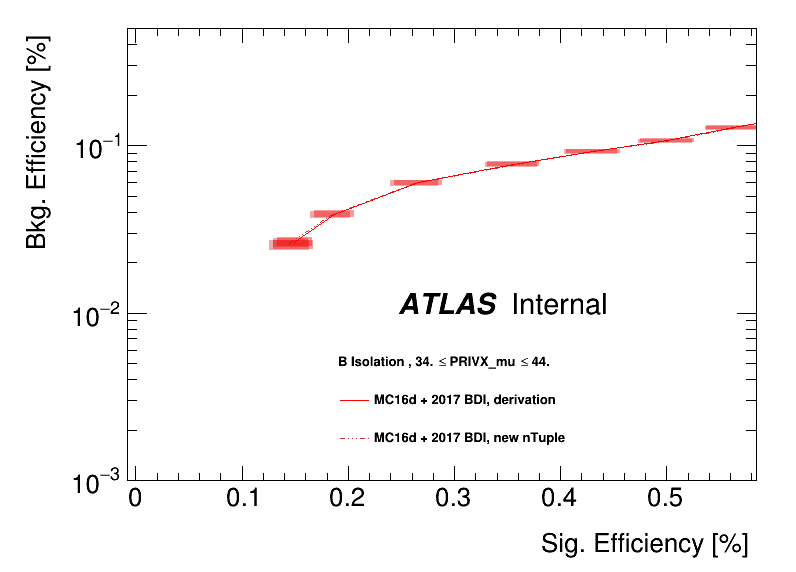 Bkg. Efficiency [%]
10⁻¹
10⁻²
10⁻³
ATLAS Internal
B Isolation , 34. ≤ PRIVX_mu ≤ 44.
MC16d + 2017 BDI, derivation
MC16d + 2017 BDI, new nTuple
0 0.1 0.2 0.3 0.4 0.5
Sig. Efficiency [%]